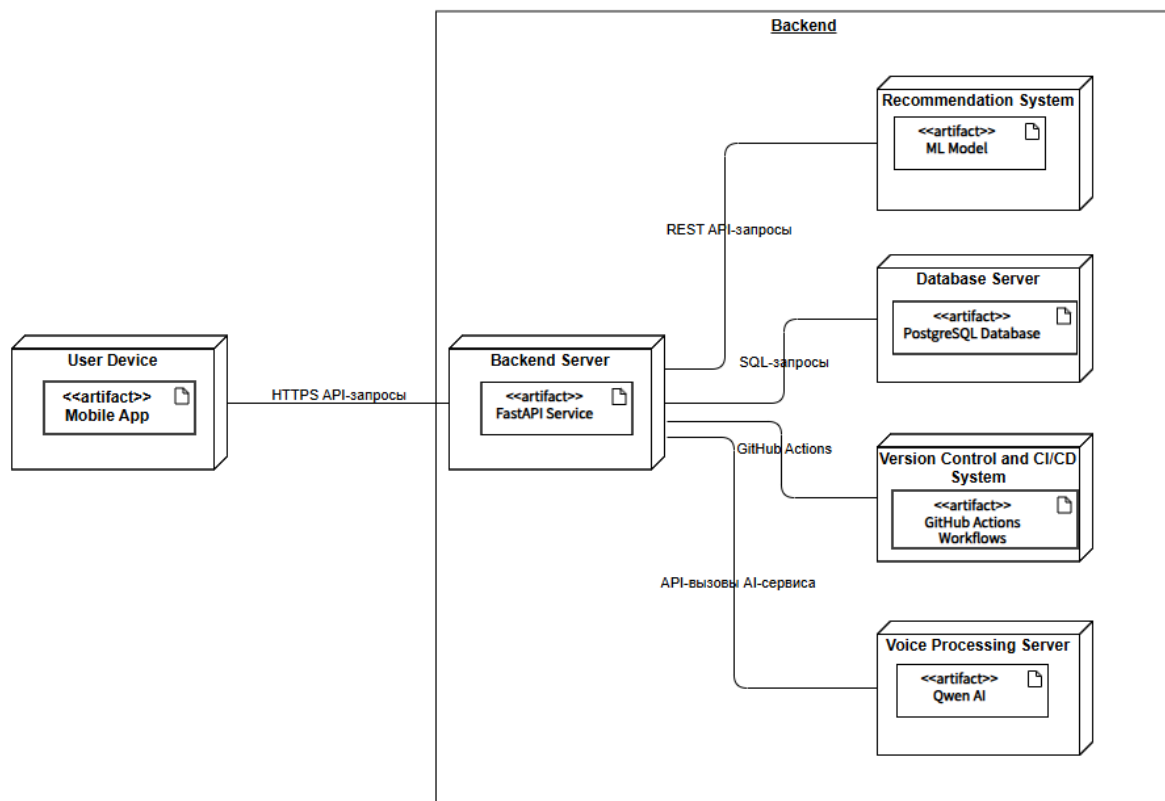 Backend
Recommendation System
<<artifact>>
ML Model
REST API-запросы
Database Server
<<artifact>>
PostgreSQL Database
SQL-запросы
User Device
<<artifact>>
Mobile App
HTTPS API-запросы
Backend Server
<<artifact>>
FastAPI Service
GitHub Actions
Version Control and CI/CD
System
<<artifact>>
GitHub Actions
Workflows
API-вызовы AI-сервиса
Voice Processing Server
<<artifact>>
Qwen AI